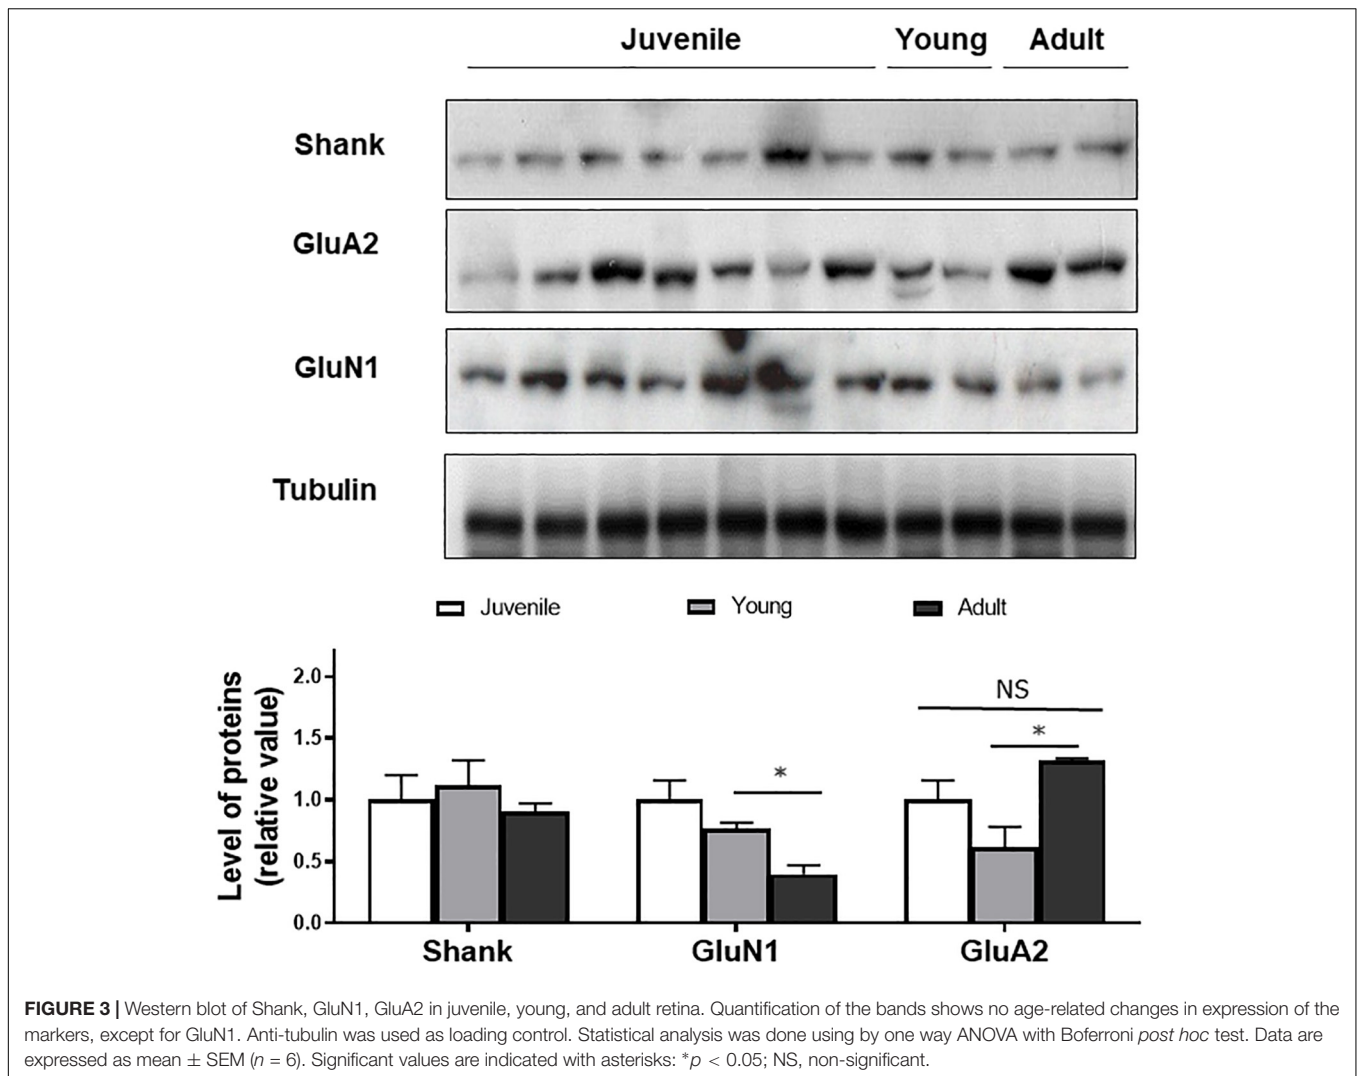 Juvenile Young Adult
Shank
GluA2
GluN1
Tubulin
Juvenile Young Adult
Level of proteins
(relative value)
2.0
1.5
1.0
0.5
0.0
*
NS
*
Shank GluN1 GluA2
FIGURE 3 | Western blot of Shank, GluN1, GluA2 in juvenile, young, and adult retina. Quantification of the bands shows no age-related changes in expression of the
markers, except for GluN1. Anti-tubulin was used as loading control. Statistical analysis was done using by one way ANOVA with Boferroni post hoc test. Data are
expressed as mean ± SEM (n = 6). Significant values are indicated with asterisks: *p < 0.05; NS, non-significant.